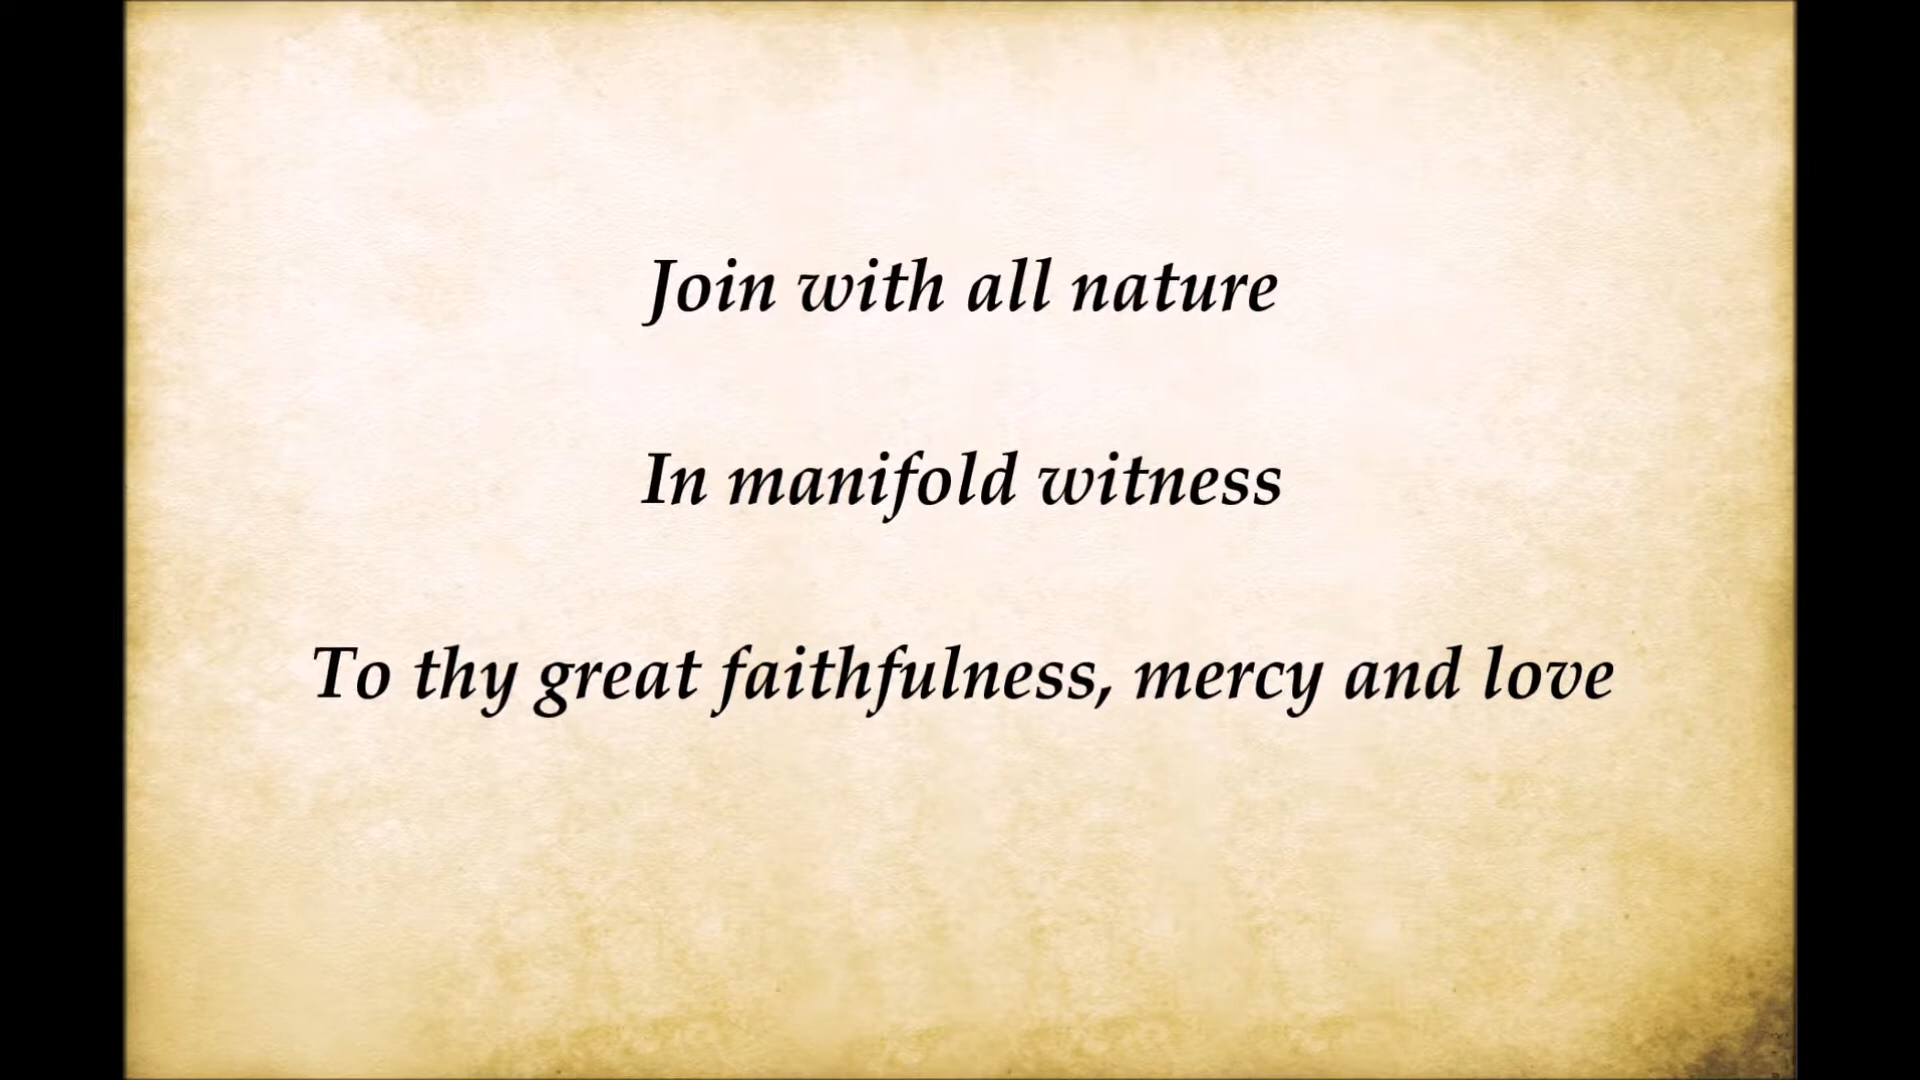 Join with all nature
In manifold witness
To thy great faithfulness, mercy and love